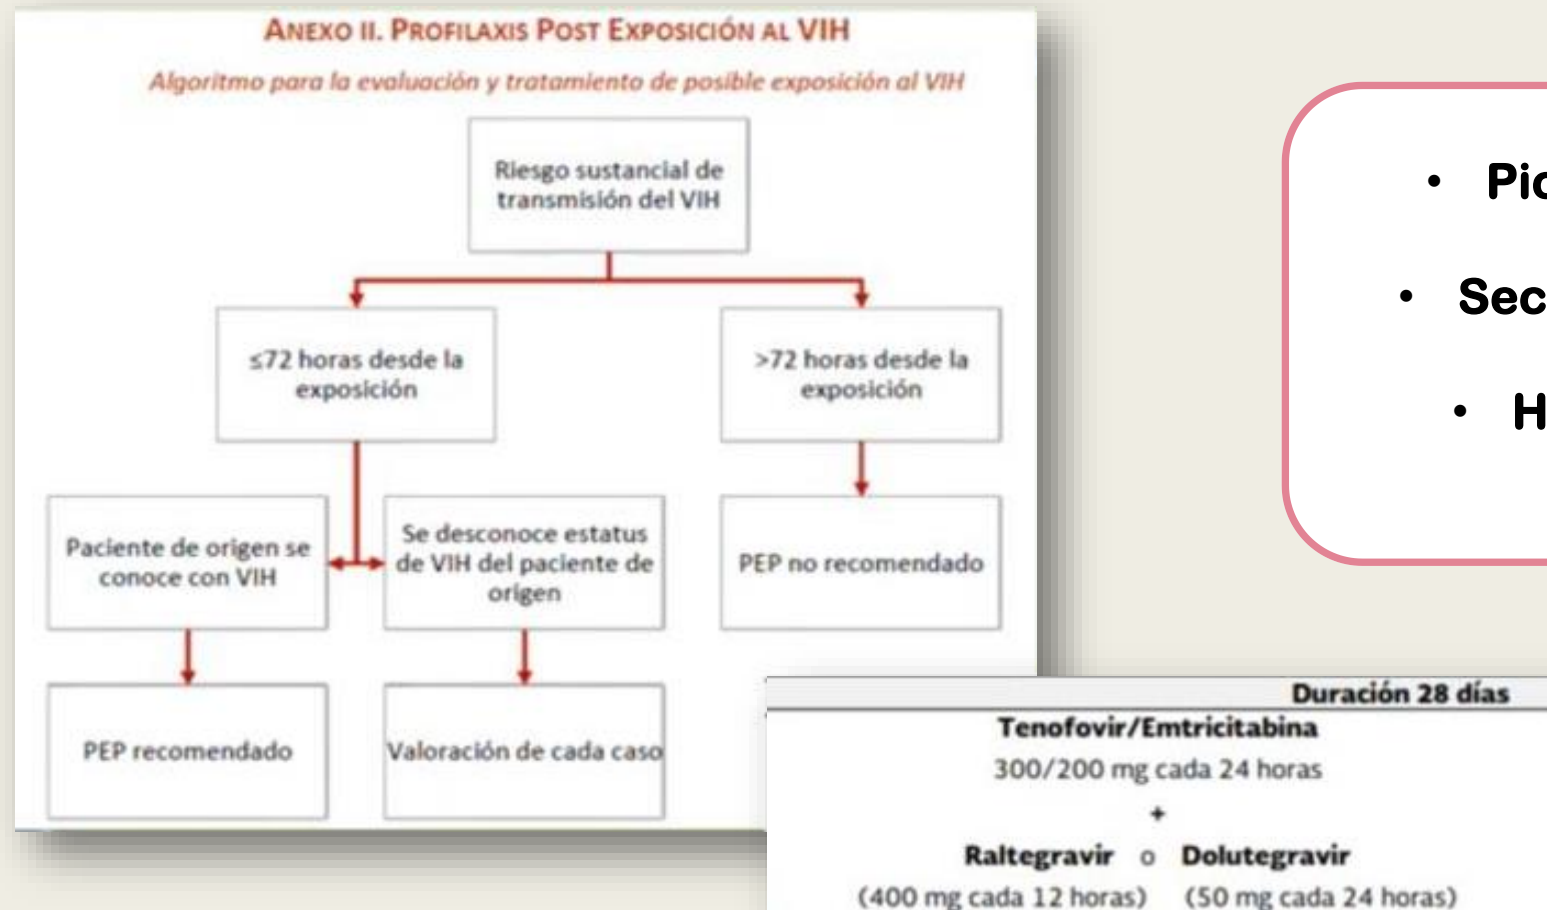 ANEXO II. PROFILAXIS POST EXPOSICIÓN AL VIH
Algoritmo para la evaluación y tratamiento de posible exposición al VIH
Riesgo sustancial de
transmisión del VIH
≤72 horas desde la
exposición
>72 horas desde la
exposición
Paciente de origen se
conoce con VIH
Se desconoce estatus
de VIH del paciente de
origen
PEP no recomendado
PEP recomendado
Valoración de cada caso
• 
• 
• 
Duración 28 días
Tenofovir/Emtricitabina
300/200 mg cada 24 horas
+
Raltegravir o Dolutegravir
(400 mg cada 12 horas) (50 mg cada 24 horas)